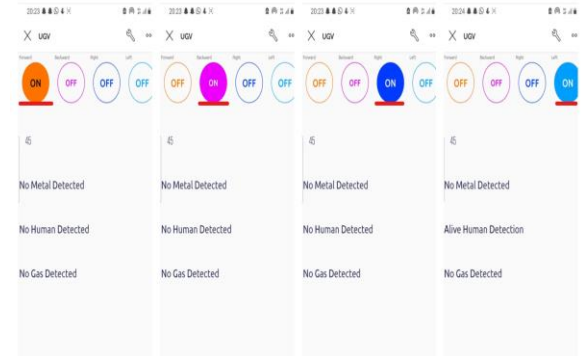 20:23
UGV
Forward Backward Right Left
ON OFF OFF OFF
45
No Metal Detected
No Human Detected
No Gas Detected
20:23
UGV
Forward Backward Right Left
OFF ON OFF OFF
45
No Metal Detected
No Human Detected
No Gas Detected
20:23
UGV
Forward Backward Right Left
OFF OFF ON OFF
45
No Metal Detected
No Human Detected
No Gas Detected
20:24
UGV
Forward Backward Right Left
OFF OFF OFF ON
45
No Metal Detected
Alive Human Detection
No Gas Detected